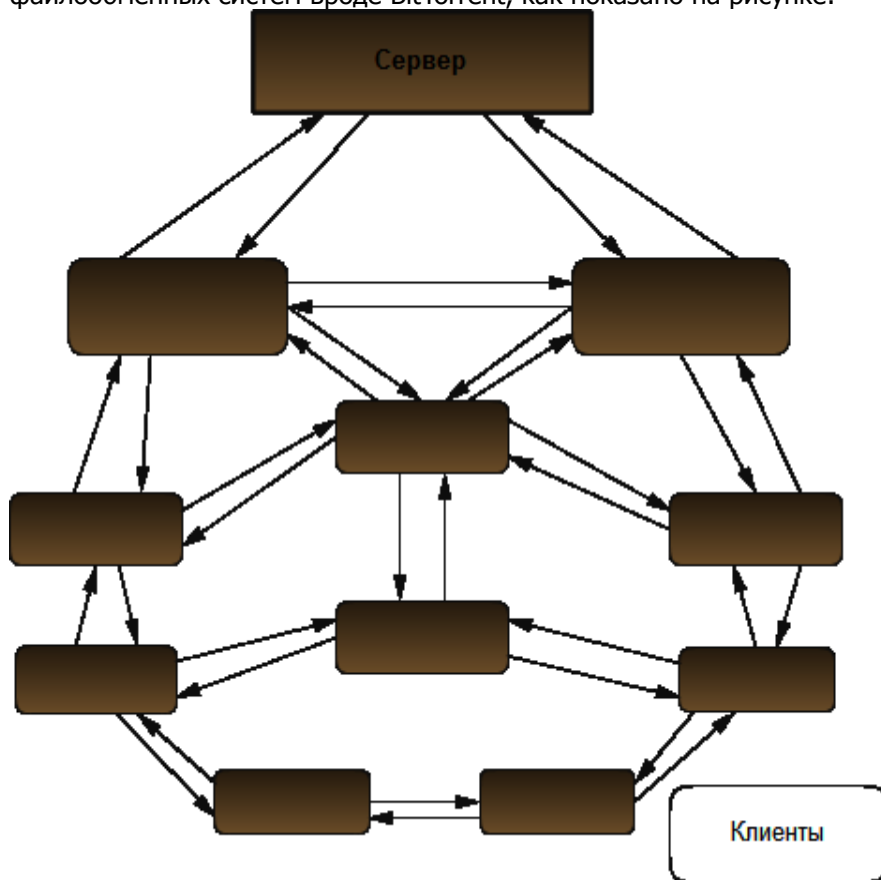 файлообменных систем вроде BitTorrent, как показано на рисунке.
Сервер
Клиенты